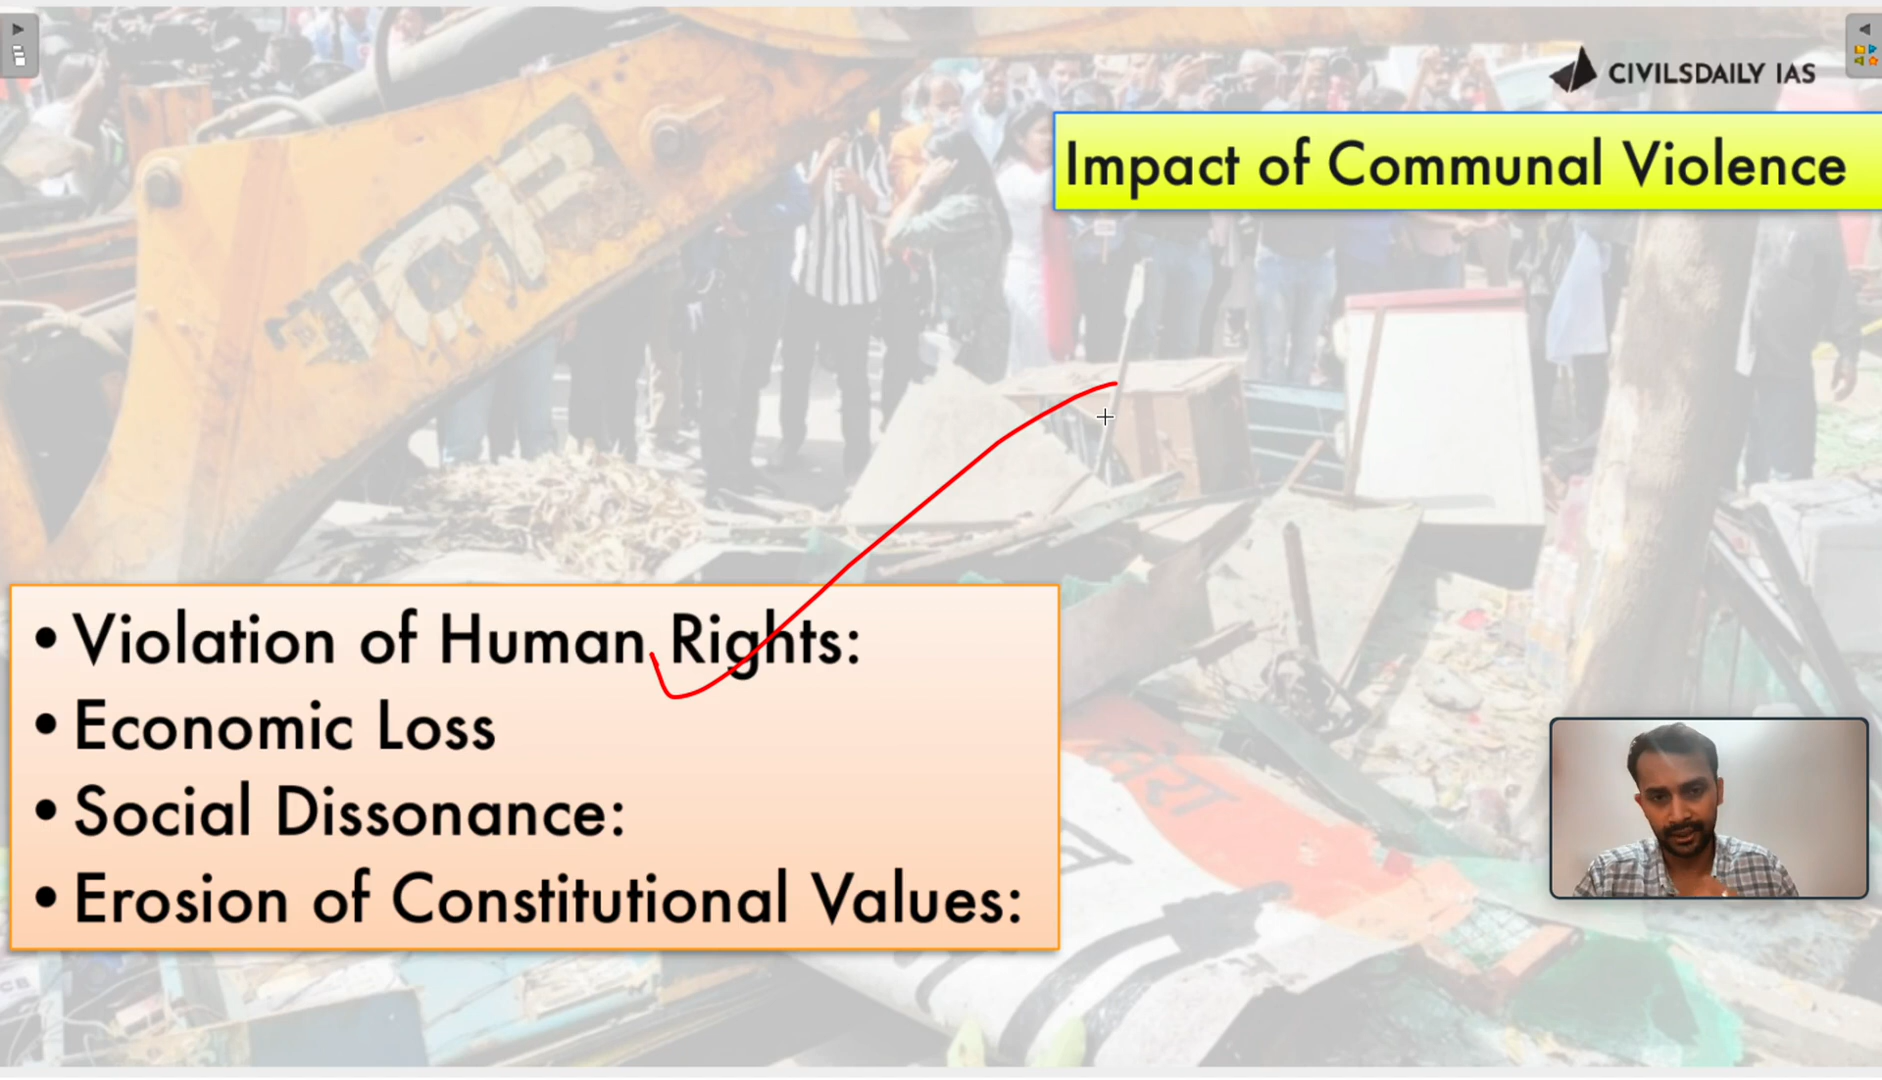 CIVILSDAILY IAS
Impact of Communal Violence
JCB
• Violation of Human Rights:
• Economic Loss
• Social Dissonance:
• Erosion of Constitutional Values: